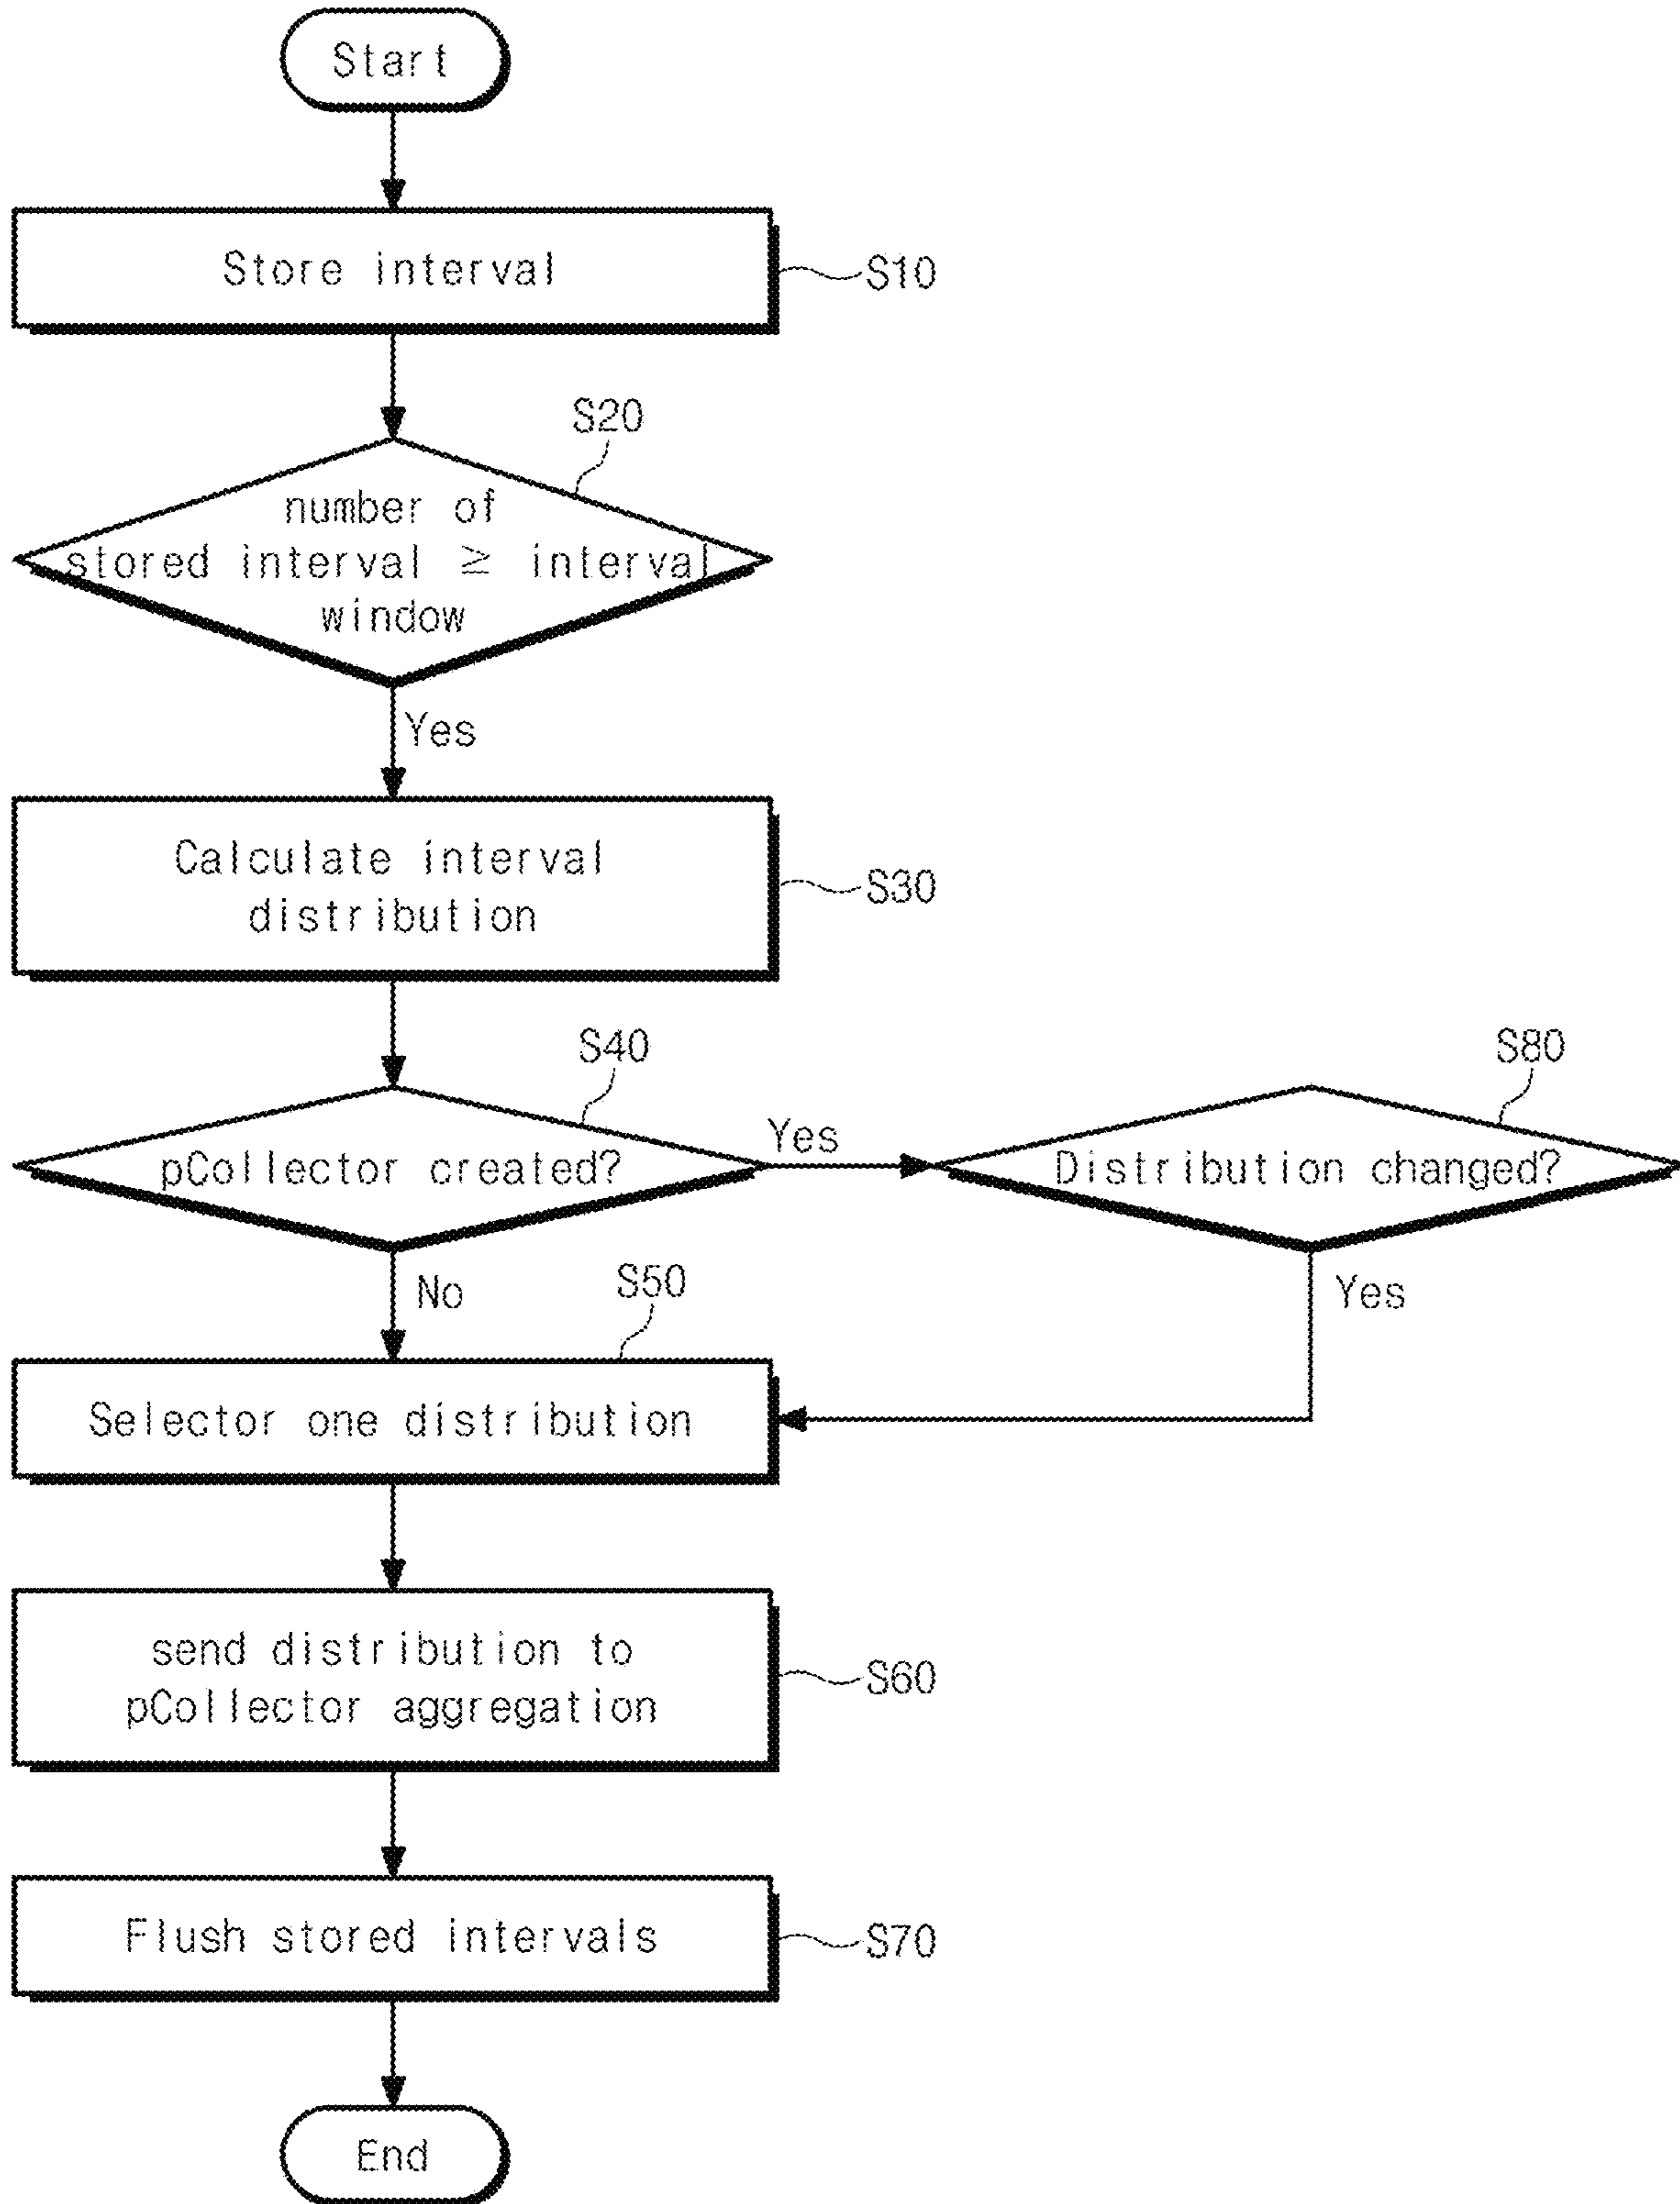 Start
Store interval
S10
S20
number of
stored interval ≥ interval
window
Yes
Calculate interval
distribution
S30
S40
S80
pCollector created?
Yes
Distribution changed?
No
S50
Yes
Selector one distribution
send distribution to
pCollector aggregation
S60
Flush stored intervals
S70
End